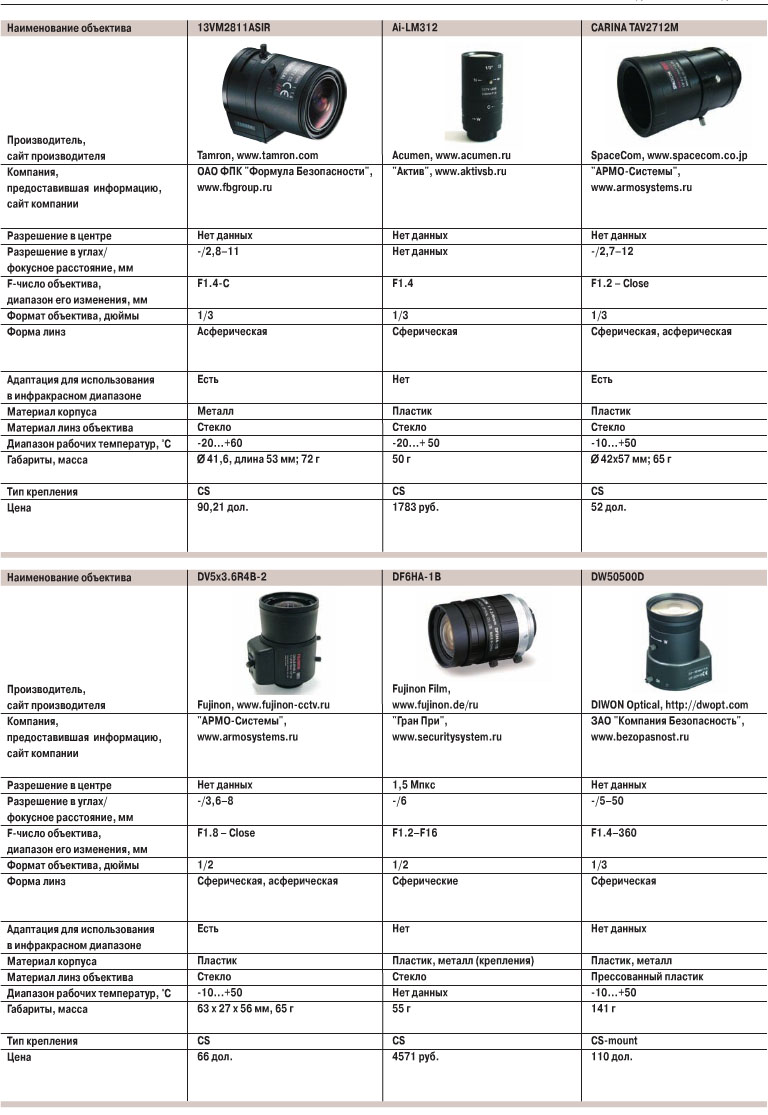 Наименование объектива 13VM2811ASIR Ai-LM312 CARINA TAV2712M
Производитель,
сайт производителя Tamron, www.tamron.com Acumen, www.acumen.ru SpaceCom, www.spacecom.co.jp
Компания, ОАО ФПК "Формула Безопасности", "Актив", www.aktivsb.ru "АРМО-Системы",
предоставившая информацию, www.fbgroup.ru www.armosystems.ru
сайт компании
Разрешение в центре Нет данных Нет данных Нет данных
Разрешение в углах/ -/2,8–11 Нет данных -/2,7–12
фокусное расстояние, мм
F-число объектива, F1.4-C F1.4 F1.2 – Close
диапазон его изменения, мм
Формат объектива, дюймы 1/3 1/3 1/3
Форма линз Асферическая Сферическая Сферическая, асферическая
Адаптация для использования Есть Нет Есть
в инфракрасном диапазоне
Материал корпуса Металл Пластик Пластик
Материал линз объектива Стекло Стекло Стекло
Диапазон рабочих температур, °С -20...+60 -20...+ 50 -10...+50
Габариты, масса Ø 41,6, длина 53 мм; 72 г 50 г Ø 42х57 мм; 65 г
Тип крепления CS CS CS
Цена 90,21 дол. 1783 руб. 52 дол.
Наименование объектива DV5x3.6R4B-2 DF6HA-1B DW50500D
Производитель, Fujinon Film,
сайт производителя Fujinon, www.fujinon-cctv.ru www.fujinon.de/ru DIWON Optical, http://dwopt.com
Компания, "АРМО-Системы", "Гран При", ЗАО "Компания Безопасность",
предоставившая информацию, www.armosystems.ru www.securitysystem.ru www.bezopasnost.ru
сайт компании
Разрешение в центре Нет данных 1,5 Мпкс Нет данных
Разрешение в углах/ -/3,6–8 -/6 -/5–50
фокусное расстояние, мм
F-число объектива, F1.8 – Close F1.2–F16 F1.4–360
диапазон его изменения, мм
Формат объектива, дюймы 1/2 1/2 1/3
Форма линз Сферическая, асферическая Сферические Сферическая
Адаптация для использования Есть Нет Нет данных
в инфракрасном диапазоне
Материал корпуса Пластик Пластик, металл (крепления) Пластик, металл
Материал линз объектива Стекло Стекло Прессованный пластик
Диапазон рабочих температур, °С -10...+50 Нет данных -10...+50
Габариты, масса 63 х 27 х 56 мм, 65 г 55 г 141 г
Тип крепления CS CS CS-mount
Цена 66 дол. 4571 руб. 110 дол.